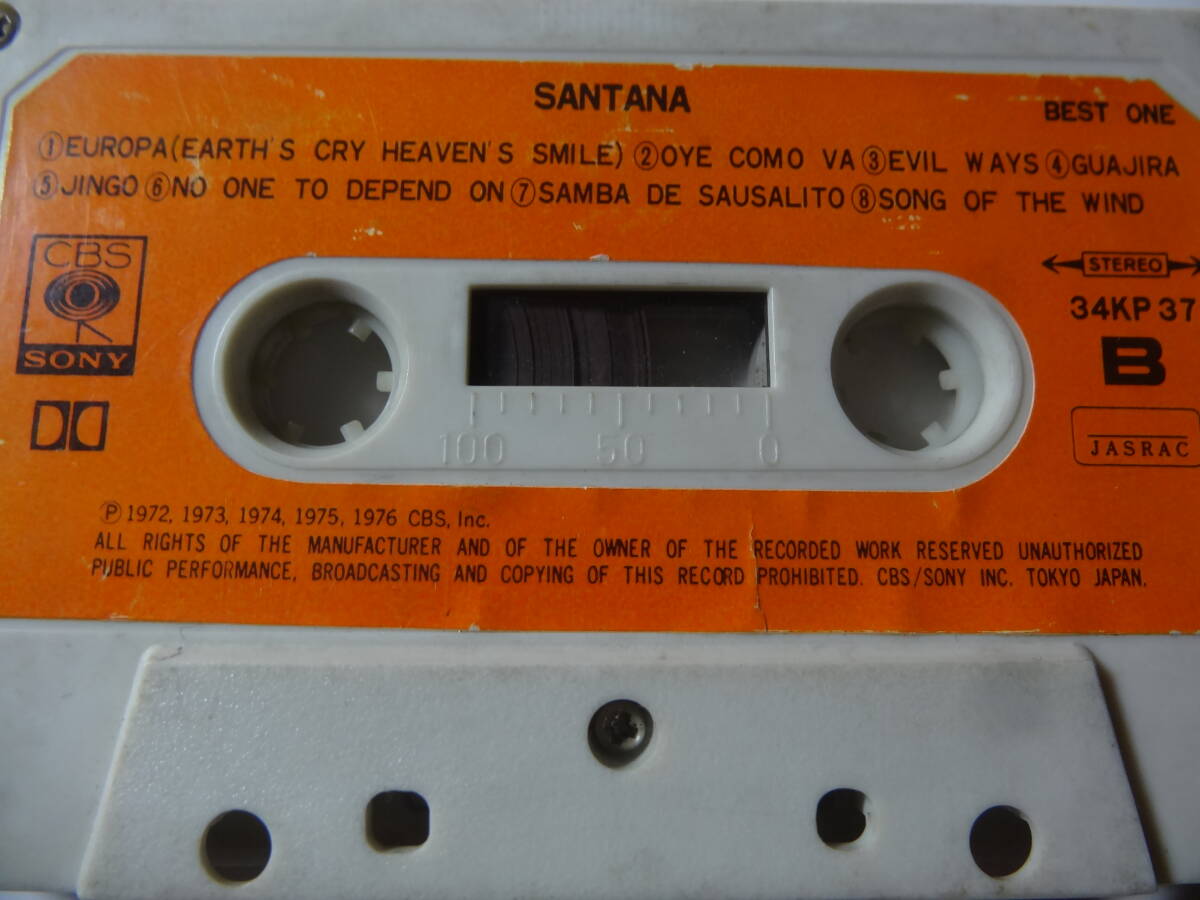 SANTANA
BEST ONE
①EUROPA(EARTH'S CRY HEAVEN'S SMILE) ②OYE COMO VA ③EVIL WAYS ④GUAJIRA
⑤JINGO ⑥NO ONE TO DEPEND ON ⑦SAMBA DE SAUSALITO ⑧SONG OF THE WIND
CBS
SONY
STEREO
34KP 37
B
JASRAC
100 50 0
Ⓟ 1972, 1973, 1974, 1975, 1976 CBS, Inc.
ALL RIGHTS OF THE MANUFACTURER AND OF THE OWNER OF THE RECORDED WORK RESERVED UNAUTHORIZED
PUBLIC PERFORMANCE, BROADCASTING AND COPYING OF THIS RECORD PROHIBITED. CBS/SONY INC. TOKYO JAPAN.